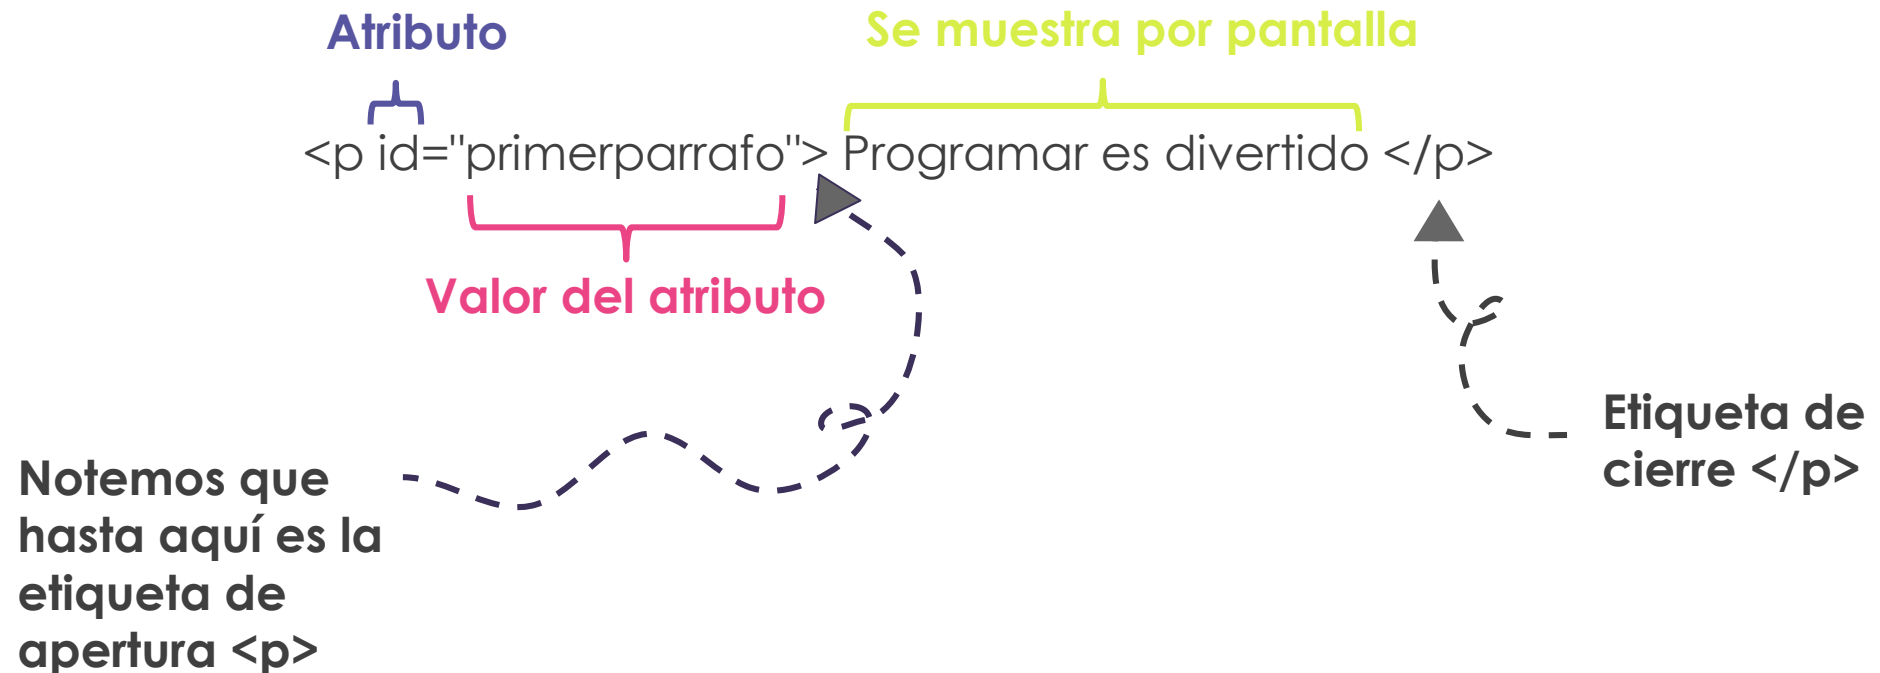 Atributo
Se muestra por pantalla
<p id="primerparrafo"> Programar es divertido </p>
Valor del atributo
Notemos que
hasta aquí es la
etiqueta de
apertura <p>
Etiqueta de
cierre </p>